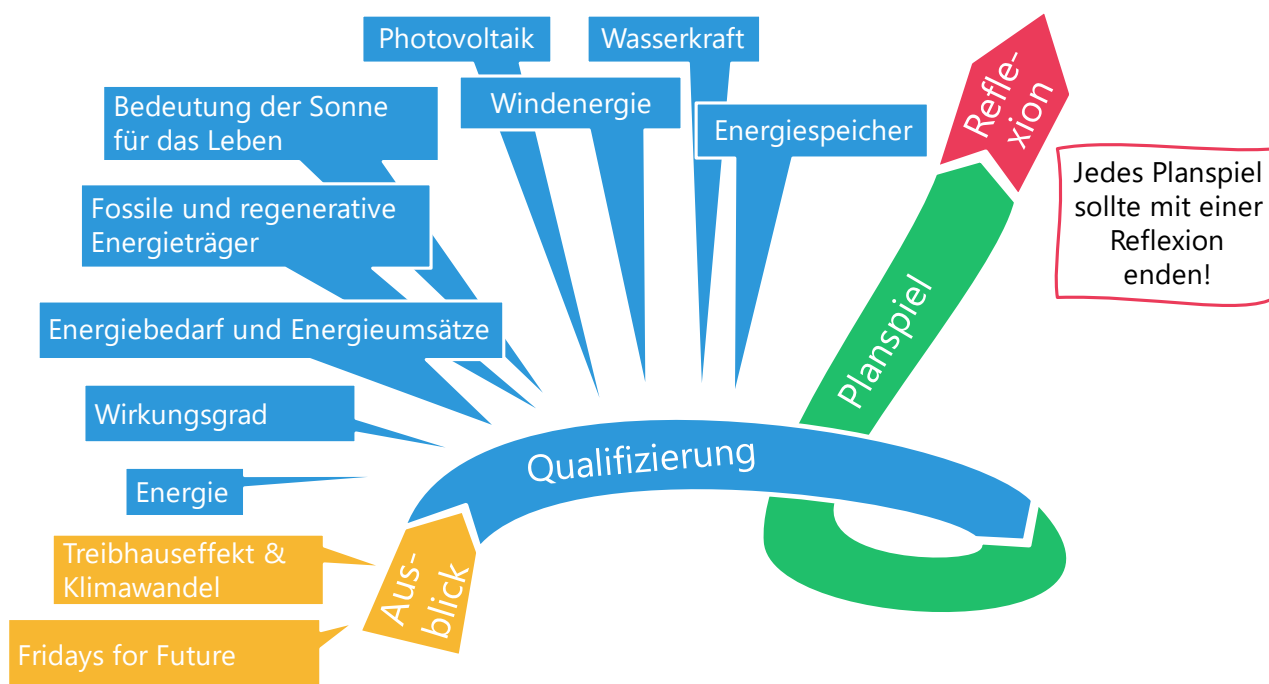 Photovoltaik
Wasserkraft
Bedeutung der Sonne
für das Leben
Windenergie
Energiespeicher
Fossile und regenerative
Energieträger
Energiebedarf und Energieumsätze
Wirkungsgrad
Energie
Treibhauseffekt &
Klimawandel
Fridays for Future
Aus-
blick
Qualifizierung
Planspiel
Refle-
xion
Jedes Planspiel
sollte mit einer
Reflexion
enden!